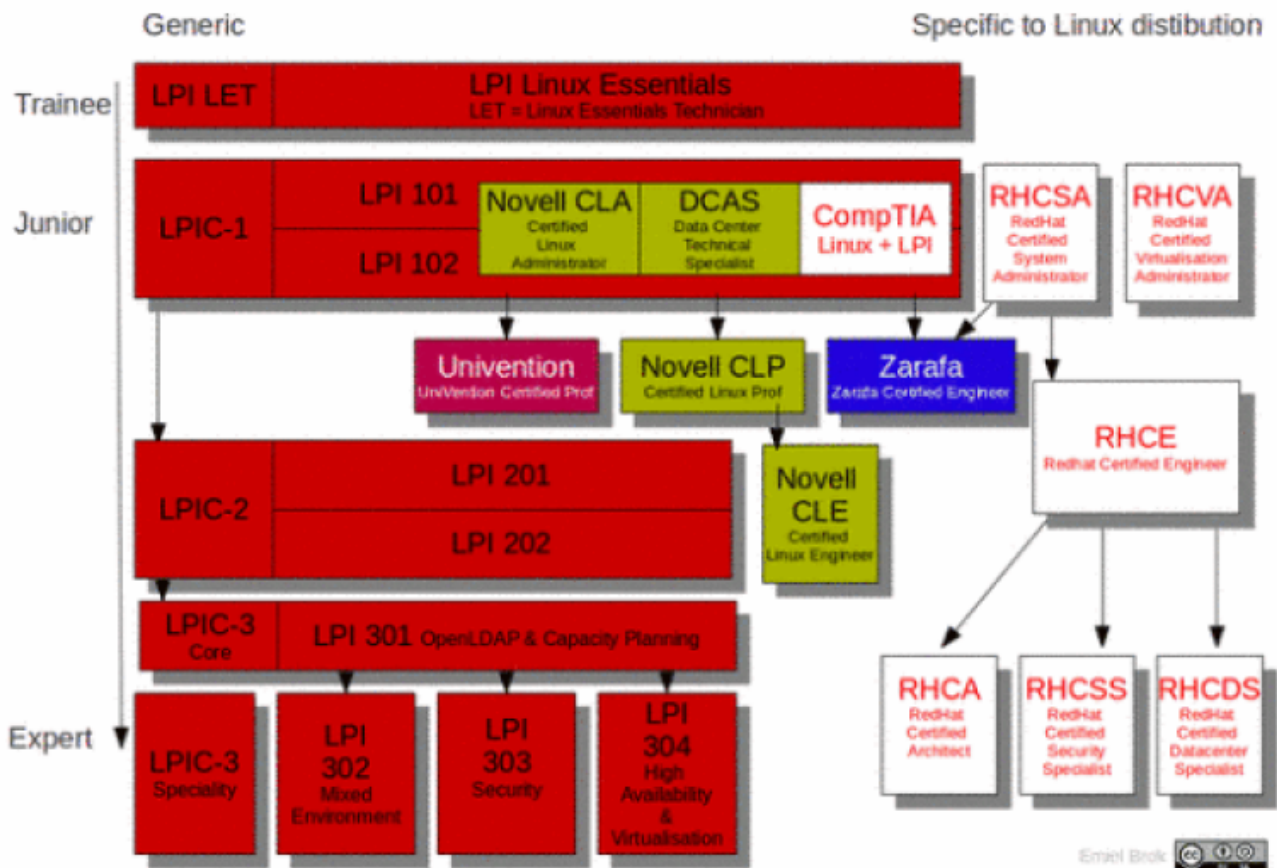 Generic
Specific to Linux distibution
Trainee
LPI LET
LPI Linux Essentials
LET = Linux Essentials Technician
Junior
LPIC-1
LPI 101
LPI 102
Novell CLA
Certified
Linux
Administrator
DCAS
Data Center
Technical
Specialist
CompTIA
Linux + LPI
RHCSA
RedHat
Certified
System
Administrator
RHCVA
RedHat
Certified
Virtualisation
Administrator
Univention
UniVention Certified Prof
Novell CLP
Certified Linux Prof
Zarafa
Zarafa Certified Engineer
RHCE
Redhat Certified Engineer
LPIC-2
LPI 201
LPI 202
Novell
CLE
Certified
Linux Engineer
LPIC-3
Core
LPI 301 OpenLDAP & Capacity Planning
Expert
LPIC-3
Speciality
LPI
302
Mixed
Environment
LPI
303
Security
LPI
304
High
Availability
&
Virtualisation
RHCA
RedHat
Certified
Architect
RHCSS
RedHat
Certified
Security
Specialist
RHCDS
RedHat
Certified
Datacenter
Specialist
Emiel Brok
cc